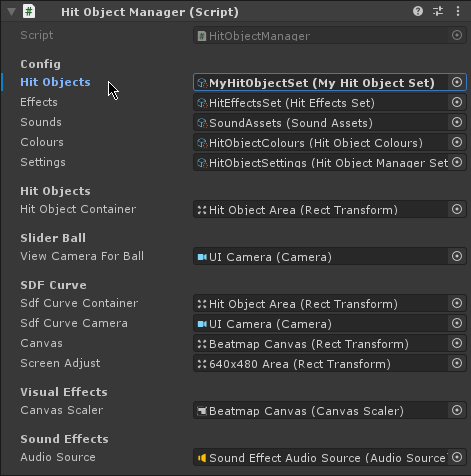 Hit Object Manager (Script)
Script HitObjectManager
Config
Hit Objects MyHitObjectSet (My Hit Object Set)
Effects HitEffectsSet (Hit Effects Set)
Sounds SoundAssets (Sound Assets)
Colours HitObjectColours (Hit Object Colours)
Settings HitObjectSettings (Hit Object Manager Set
Hit Objects
Hit Object Container Hit Object Area (Rect Transform)
Slider Ball
View Camera For Ball UI Camera (Camera)
SDF Curve
Sdf Curve Container Hit Object Area (Rect Transform)
Sdf Curve Camera UI Camera (Camera)
Canvas Beatmap Canvas (Rect Transform)
Screen Adjust 640x480 Area (Rect Transform)
Visual Effects
Canvas Scaler Beatmap Canvas (Canvas Scaler)
Sound Effects
Audio Source Sound Effect Audio Source (Audio Source